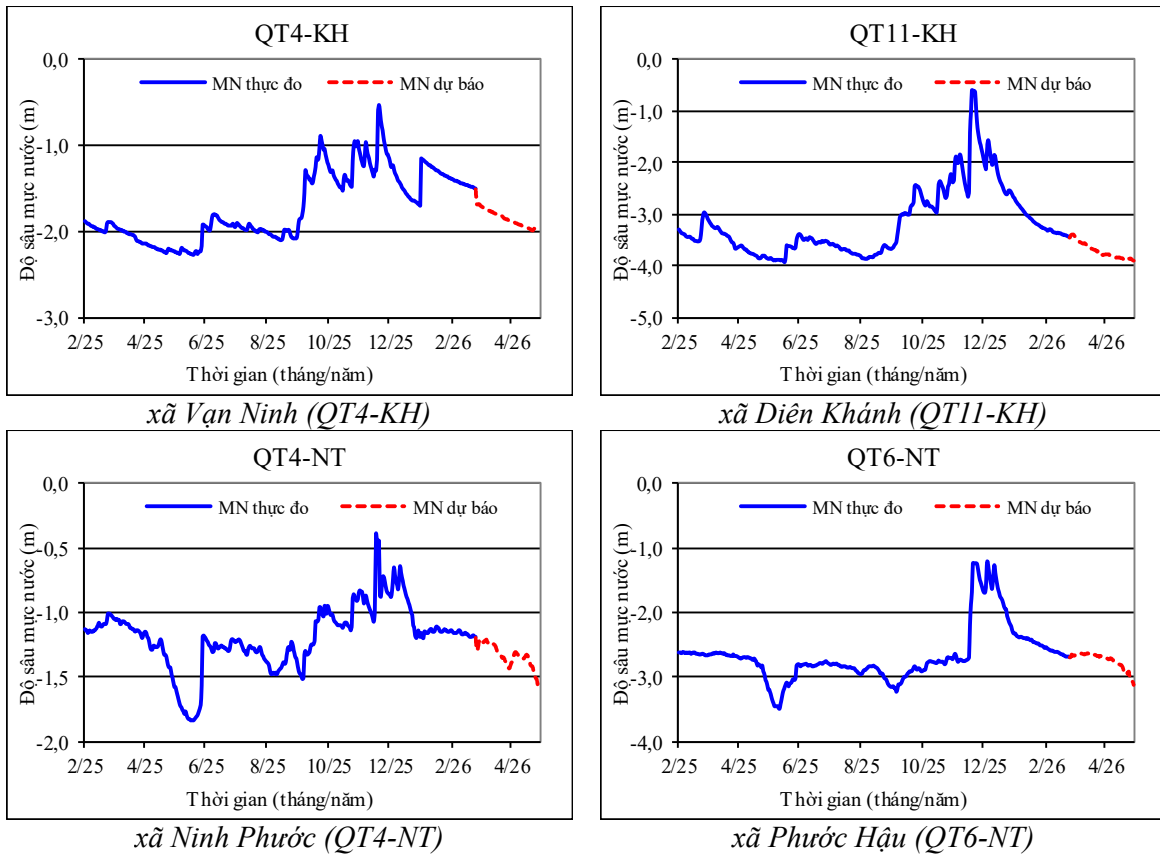 QT4-KH
0,0
MN thực đo MN dự báo
-1,0
-2,0
-3,0
Độ sâu mực nước (m)
2/25 4/25 6/25 8/25 10/25 12/25 2/26 4/26
Thời gian (tháng/năm)
xã Vạn Ninh (QT4-KH)
QT11-KH
0,0
MN thực đo MN dự báo
-1,0
-2,0
-3,0
-4,0
-5,0
Độ sâu mực nước (m)
2/25 4/25 6/25 8/25 10/25 12/25 2/26 4/26
Thời gian (tháng/năm)
xã Diên Khánh (QT11-KH)
QT4-NT
0,0
MN thực đo MN dự báo
-0,5
-1,0
-1,5
-2,0
Độ sâu mực nước (m)
2/25 4/25 6/25 8/25 10/25 12/25 2/26 4/26
Thời gian (tháng/năm)
xã Ninh Phước (QT4-NT)
QT6-NT
0,0
MN thực đo MN dự báo
-1,0
-2,0
-3,0
-4,0
Độ sâu mực nước (m)
2/25 4/25 6/25 8/25 10/25 12/25 2/26 4/26
Thời gian (tháng/năm)
xã Phước Hậu (QT6-NT)